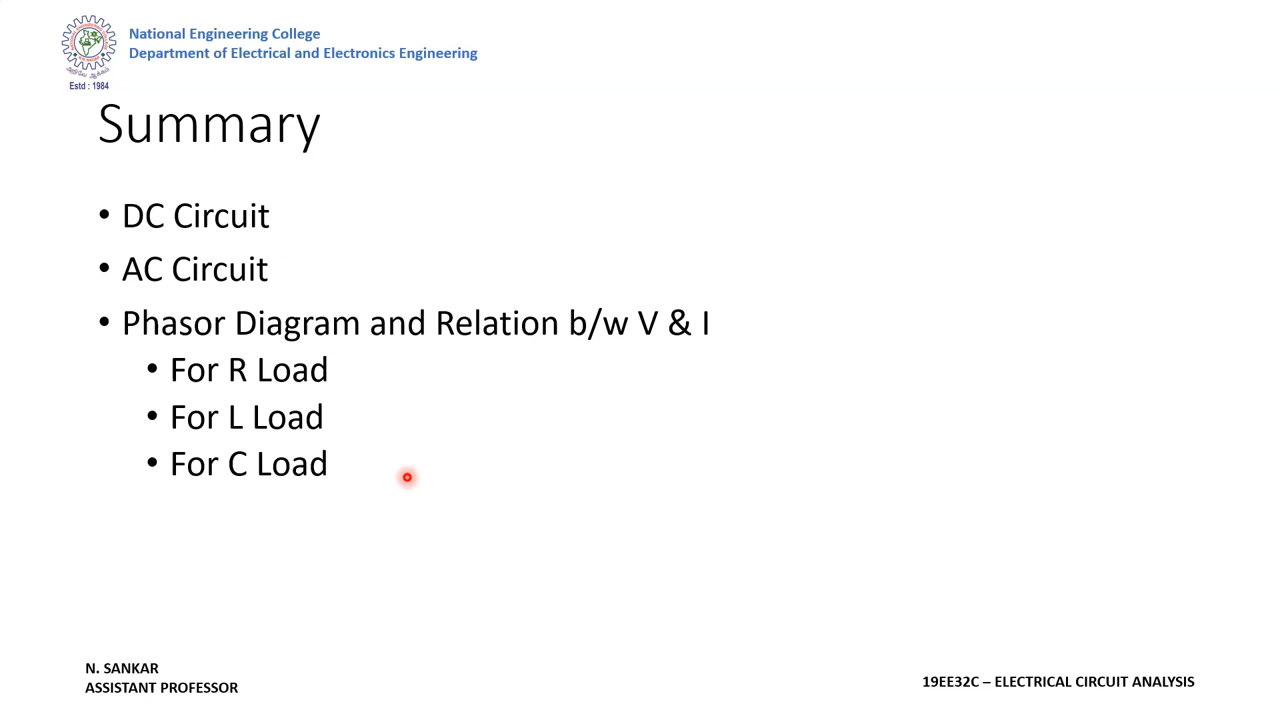 National Engineering College
Department of Electrical and Electronics Engineering
Estd : 1984
Summary
• DC Circuit
• AC Circuit
• Phasor Diagram and Relation b/w V & I
• For R Load
• For L Load
• For C Load
N. SANKAR
ASSISTANT PROFESSOR
19EE32C – ELECTRICAL CIRCUIT ANALYSIS